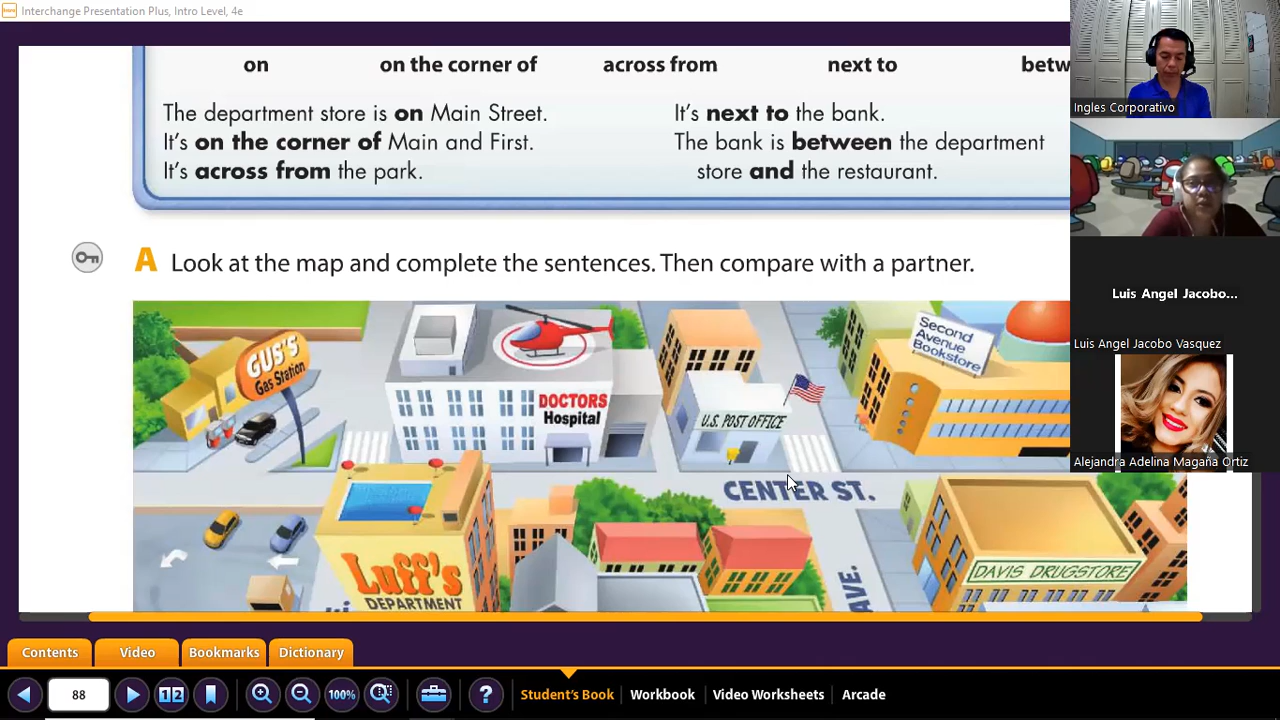 Interchange Presentation Plus, Intro Level, 4e
on on the corner of across from next to betw
The department store is on Main Street.
It's on the corner of Main and First.
It's across from the park.
It's next to the bank.
The bank is between the department
store and the restaurant.
A Look at the map and complete the sentences. Then compare with a partner.
GUS'S
Gas Station
DOCTORS
Hospital
U.S. POST OFFICE
Second
Avenue
Bookstore
CENTER ST.
Luff's
DEPARTMENT
AVE.
DAVIS DRUGSTORE
Ingles Corporativo
Luis Angel Jacobo...
Luis Angel Jacobo Vasquez
Alejandra Adelina Magaña Ortiz
Contents Video Bookmarks Dictionary
88 12 100% ? Student's Book Workbook Video Worksheets Arcade